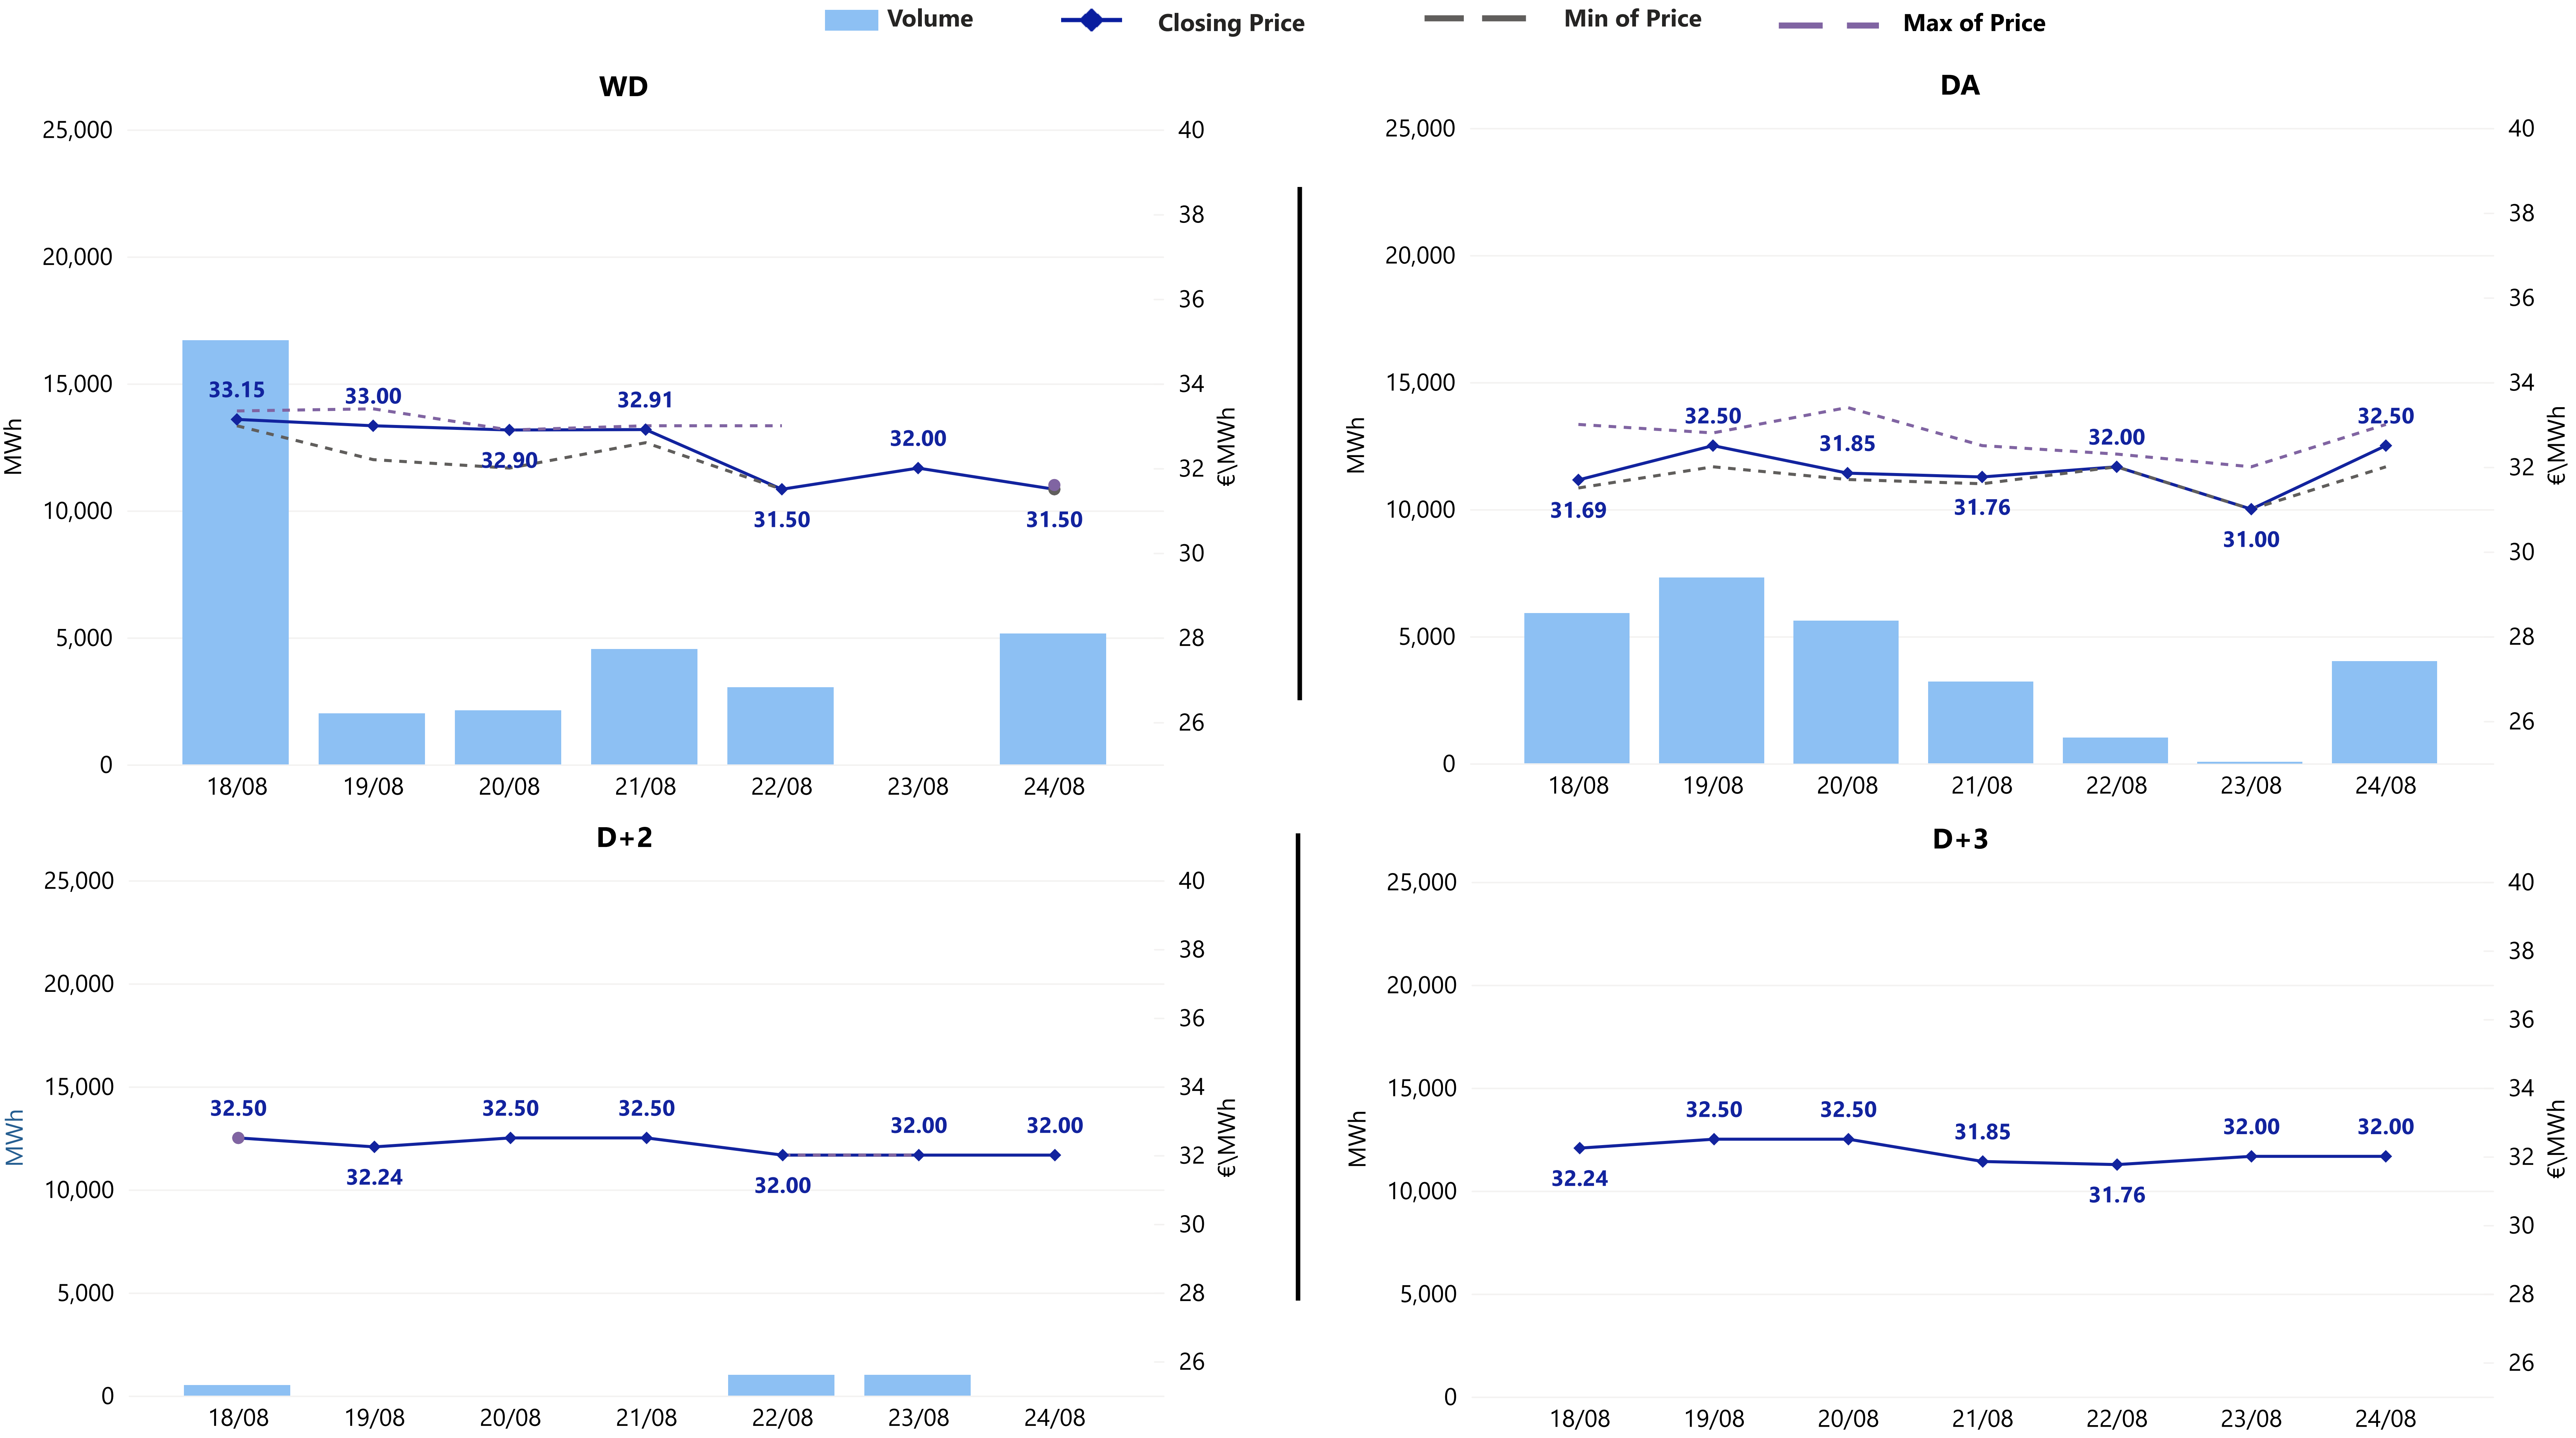 Volume Closing Price Min of Price Max of Price
WD
25,000
20,000
15,000
10,000
5,000
0
MWh
40
38
36
34
32
30
28
26
€\MWh
33.15 33.00 32.90 32.91 31.50 32.00 31.50
18/08 19/08 20/08 21/08 22/08 23/08 24/08
DA
25,000
20,000
15,000
10,000
5,000
0
MWh
40
38
36
34
32
30
28
26
€\MWh
31.69 32.50 31.85 31.76 32.00 31.00 32.50
18/08 19/08 20/08 21/08 22/08 23/08 24/08
D+2
25,000
20,000
15,000
10,000
5,000
0
MWh
40
38
36
34
32
30
28
26
€\MWh
32.50 32.24 32.50 32.50 32.00 32.00 32.00
18/08 19/08 20/08 21/08 22/08 23/08 24/08
D+3
25,000
20,000
15,000
10,000
5,000
0
MWh
40
38
36
34
32
30
28
26
€\MWh
32.24 32.50 32.50 31.85 31.76 32.00 32.00
18/08 19/08 20/08 21/08 22/08 23/08 24/08